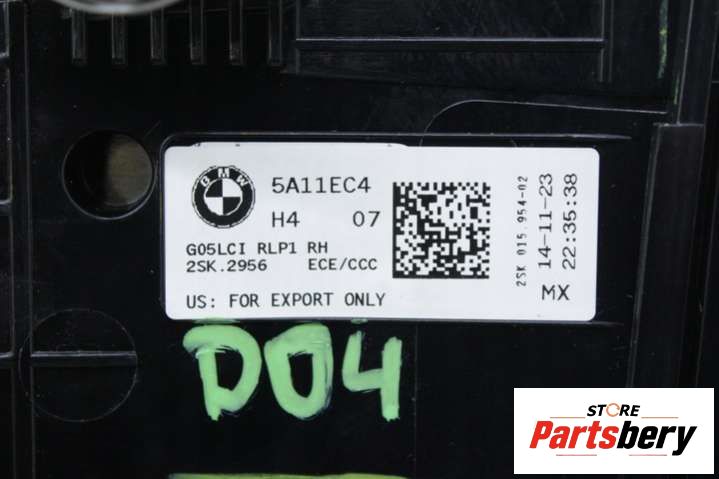 BMW
5A11EC4
H4 07
G05LCI RLP1 RH
2SK.2956 ECE/CCC
US: FOR EXPORT ONLY
2SK 015.954-02
14-11-23
22:35:38
MX
D04
STORE
Partsbery